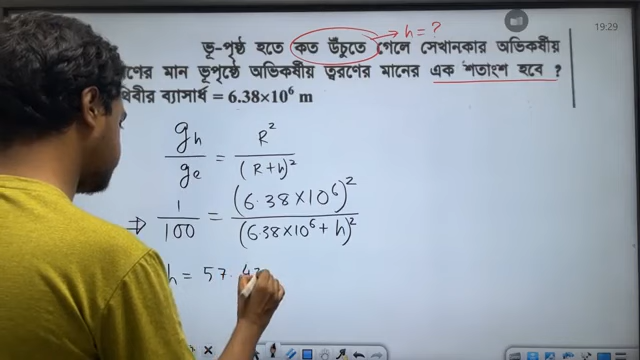 19:29
h = ?
ভূ-পৃষ্ঠ হতে কত উঁচুতে গেলে সেখানকার অভিকর্ষীয়
ভূপৃষ্ঠে অভিকর্ষীয় ত্বরণের মানের এক শতাংশ হবে ?
ব্যাসার্ধ = 6.38×10⁶ m
gh/ge = R²/(R+h)²
⇒ 1/100 = (6.38×10⁶)²/(6.38×10⁶+h)²
h = 57.4